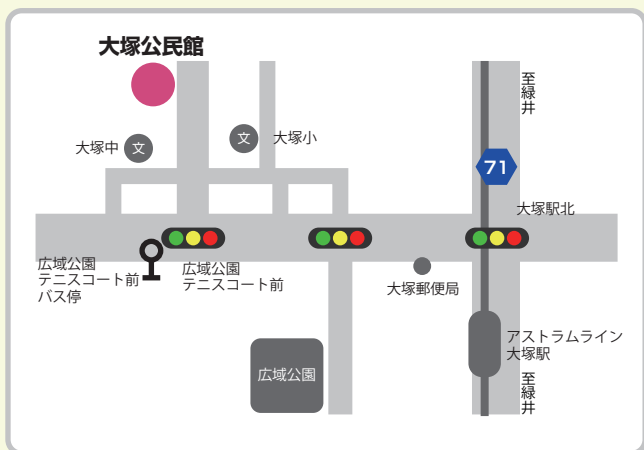 大塚公民館
至緑井
大塚中
文
文
大塚小
71
大塚駅北
広域公園
テニスコート前
バス停
広域公園
テニスコート前
大塚郵便局
アストラムライン
大塚駅
広域公園
至緑井